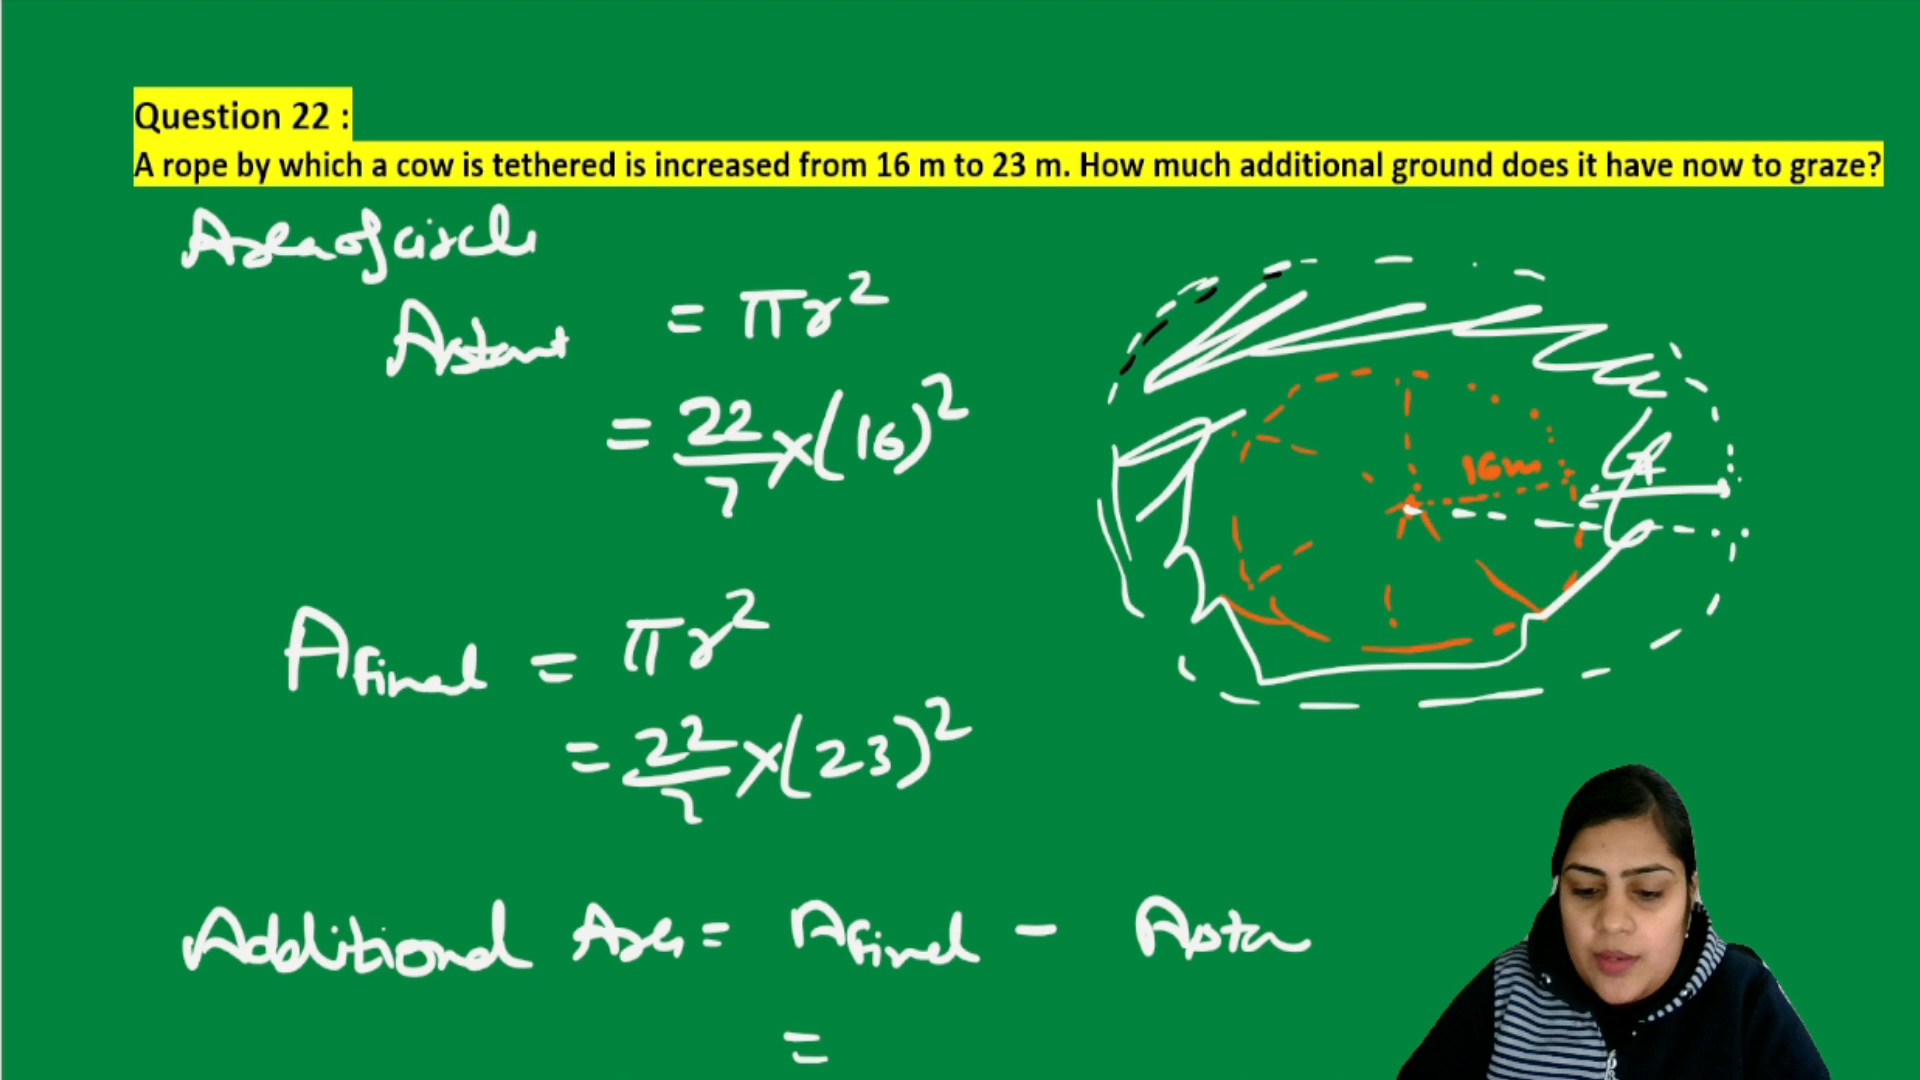 Question 22 :
A rope by which a cow is tethered is increased from 16 m to 23 m. How much additional ground does it have now to graze?
Area of circle
Astart = πr²
= 22/7 × (16)²
16m
Afinal = πr²
= 22/7 × (23)²
Additional Area = Afinal -
=